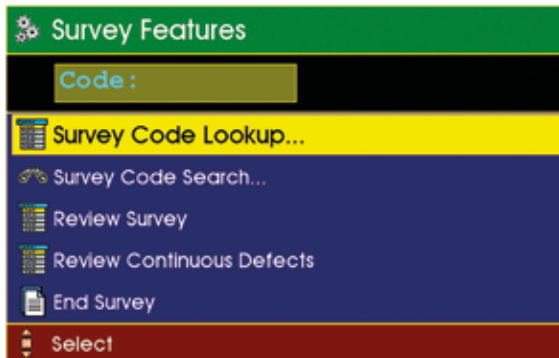 Survey Features
Code:
Survey Code Lookup...
Survey Code Search...
Review Survey
Review Continuous Defects
End Survey
Select